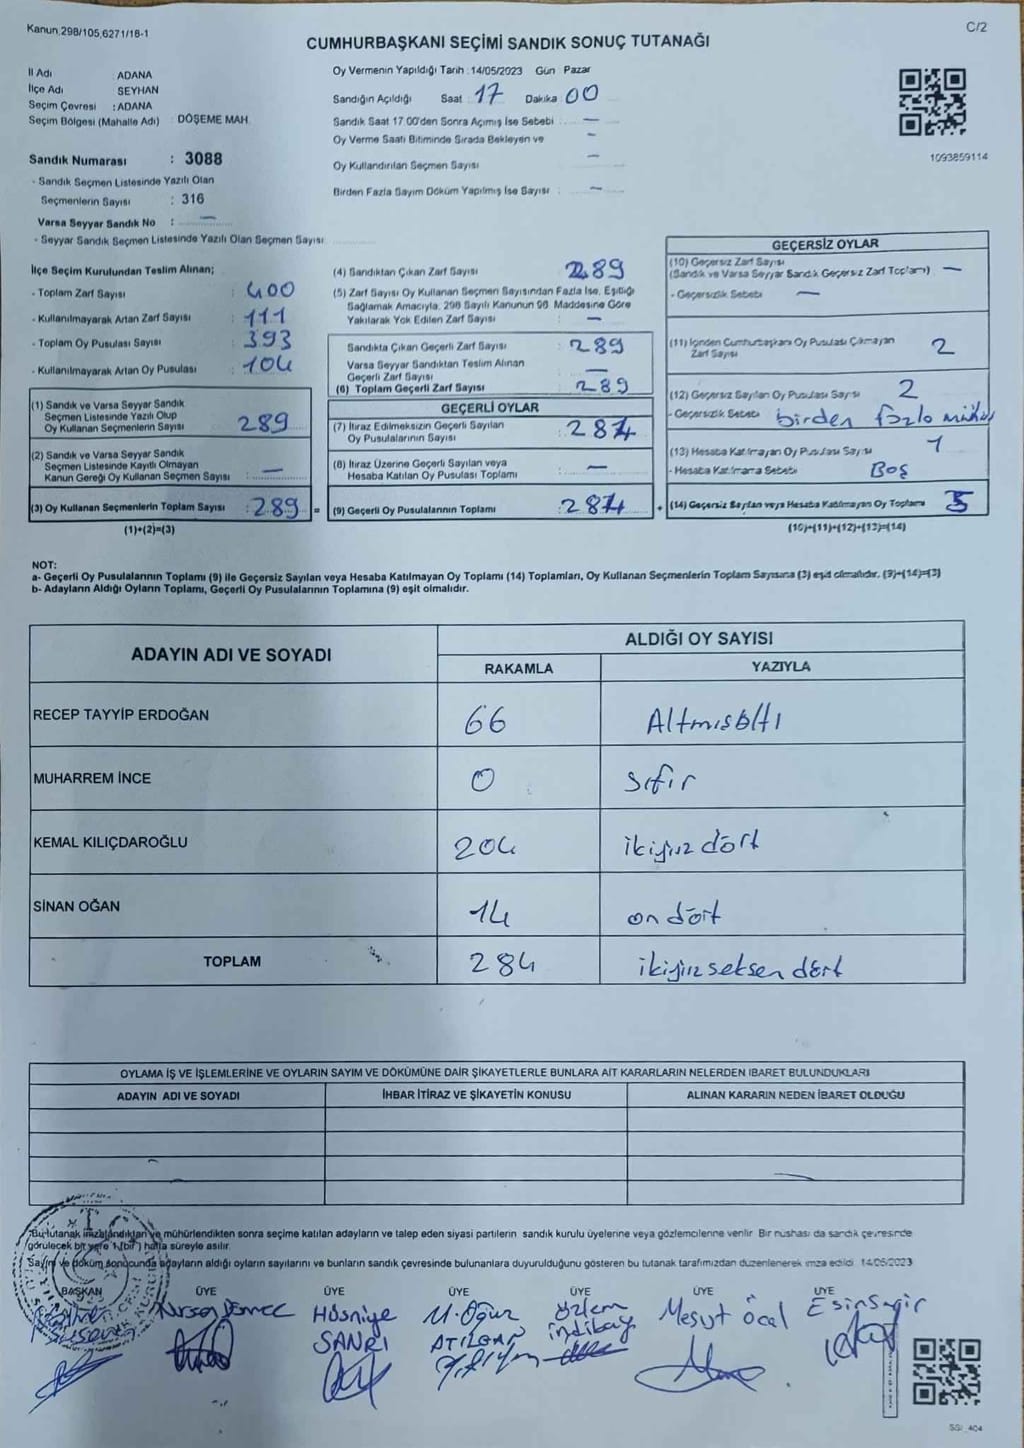 Kanun,298/105,6271/18-1
C/2
CUMHURBAŞKANI SEÇİMİ SANDIK SONUÇ TUTANAĞI
İl Adı : ADANA
İlçe Adı SEYHAN
Seçim Çevresi : ADANA
Seçim Bölgesi (Mahalle Adı) : DÖŞEME MAH.
Sandık Numarası : 3088
- Sandık Seçmen Listesinde Yazılı Olan
Seçmenlerin Sayısı : 316
Varsa Seyyar Sandık No : —
- Seyyar Sandık Seçmen Listesinde Yazılı Olan Seçmen Sayısı
Oy Vermenin Yapıldığı Tarih : 14/05/2023 Gün Pazar
Sandığın Açıldığı Saat 17 Dakika 00
Sandık Saat 17:00'den Sonra Açımış İse Sebebi : —
Oy Verme Saati Bitiminde Sırada Bekleyen ve —
Oy Kullandırılan Seçmen Sayısı —
Birden Fazla Sayım Döküm Yapılmış İse Sayısı : —
1093859114
İlçe Seçim Kurulundan Teslim Alınan;
- Toplam Zarf Sayısı : 400
- Kullanılmayarak Artan Zarf Sayısı : 111
- Toplam Oy Pusulası Sayısı : 393
- Kullanılmayarak Artan Oy Pusulası : 104
(1) Sandık ve Varsa Seyyar Sandık
Seçmen Listesinde Yazılı Olup
Oy Kullanan Seçmenlerin Sayısı 289
(2) Sandık ve Varsa Seyyar Sandık
Seçmen Listesinde Kayıtlı Olmayan
Kanun Gereği Oy Kullanan Seçmen Sayısı : —
(3) Oy Kullanan Seçmenlerin Toplam Sayısı : 289 =
(1)+(2)=(3)
(4) Sandıktan Çıkan Zarf Sayısı 289
(5) Zarf Sayısı Oy Kullanan Seçmen Sayısından Fazla İse, Eşitliği
Sağlamak Amacıyla, 298 Sayılı Kanunun 98. Maddesine Göre
Yakılarak Yok Edilen Zarf Sayısı : —
Sandıkta Çıkan Geçerli Zarf Sayısı : 289
Varsa Seyyar Sandıktan Teslim Alınan
Geçerli Zarf Sayısı —
(6) Toplam Geçerli Zarf Sayısı : 289
GEÇERLİ OYLAR
(7) İtiraz Edilmeksizin Geçerli Sayılan
Oy Pusulalarının Sayısı : 284
(8) İtiraz Üzerine Geçerli Sayılan veya
Hesaba Katılan Oy Pusulası Toplamı : —
(9) Geçerli Oy Pusulalarının Toplamı : 284 +
GEÇERSİZ OYLAR
(10) Geçersiz Zarf Sayısı
(Sandık ve Varsa Seyyar Sandık Geçersiz Zarf Toplamı) —
- Geçersizlik Sebebi —
(11) İçinden Cumhurbaşkanı Oy Pusulası Çıkmayan
Zarf Sayısı 2
(12) Geçersiz Sayılan Oy Pusulası Sayısı 2
- Geçersizlik Sebebi birden fazla mühür
(13) Hesaba Katılmayan Oy Pusulası Sayısı 1
- Hesaba Katılmama Sebebi Boş
(14) Geçersiz Sayılan veya Hesaba Katılmayan Oy Toplamı 5
(10)+(11)+(12)+(13)=(14)
NOT:
a- Geçerli Oy Pusulalarının Toplamı (9) ile Geçersiz Sayılan veya Hesaba Katılmayan Oy Toplamı (14) Toplamları, Oy Kullanan Seçmenlerin Toplam Sayısına (3) eşit olmalıdır. (9)+(14)=(3)
b- Adayların Aldığı Oyların Toplamı, Geçerli Oy Pusulalarının Toplamına (9) eşit olmalıdır.
ADAYIN ADI VE SOYADI
ALDIĞI OY SAYISI
RAKAMLA YAZIYLA
RECEP TAYYİP ERDOĞAN 66 Altmışaltı
MUHARREM İNCE 0 sıfır
KEMAL KILIÇDAROĞLU 204 ikiyüz dört
SİNAN OĞAN 14 on dört
TOPLAM 284 ikiyüz seksen dört
OYLAMA İŞ VE İŞLEMLERİNE VE OYLARIN SAYIM VE DÖKÜMÜNE DAİR ŞİKAYETLERLE BUNLARA AİT KARARLARIN NELERDEN İBARET BULUNDUKLARI
ADAYIN ADI VE SOYADI İHBAR İTİRAZ VE ŞİKAYETİN KONUSU ALINAN KARARIN NEDEN İBARET OLDUĞU
Bu tutanak imzalandıktan ve mühürlendikten sonra seçime katılan adayların ve talep eden siyasi partilerin sandık kurulu üyelerine veya gözlemcilerine verilir. Bir nüshası da sandık çevresinde
görülecek bir yere 1 (bir) hafta süreyle asılır.
Sayım ve döküm sonucunda adayların aldığı oyların sayılarını ve bunların sandık çevresinde bulunanlara duyurulduğunu gösteren bu tutanak tarafımızdan düzenlenerek imza edildi 14/05/2023
BAŞKAN ÜYE ÜYE ÜYE ÜYE ÜYE ÜYE
Hüsniye M. Oğuz Özlem Mesut Öcal Esin
SANRI ATILGAN
SGI_404